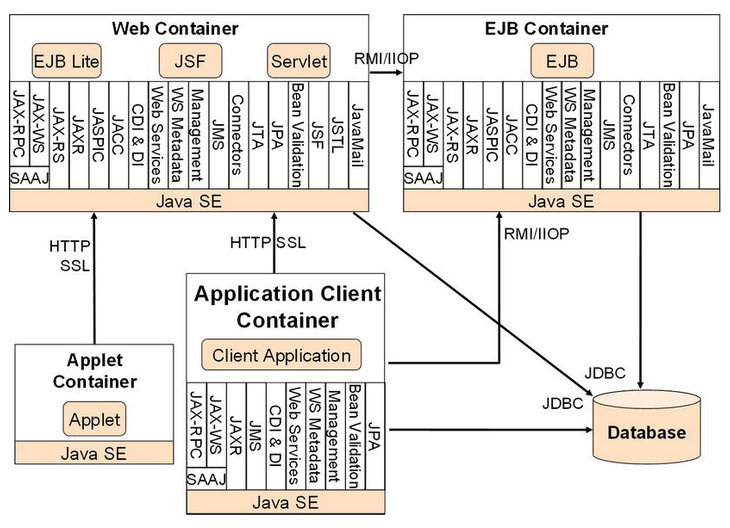 Web Container
EJB Lite
JSF
Servlet
JAX-RPC
JAX-WS
SAAJ
JAX-RS
JAXR
JASPIC
JACC
CDI & DI
Web Services
WS Metadata
Management
JMS
Connectors
JTA
JPA
Bean Validation
JSF
JSTL
JavaMail
Java SE
RMI/IIOP
EJB Container
EJB
JAX-RPC
JAX-WS
SAAJ
JAX-RS
JAXR
JASPIC
JACC
CDI & DI
Web Services
WS Metadata
Management
JMS
Connectors
JTA
Bean Validation
JPA
JavaMail
Java SE
HTTP
SSL
HTTP SSL
RMI/IIOP
Application Client
Container
Client Application
JAX-RPC
JAX-WS
SAAJ
JAXR
JMS
CDI & DI
Web Services
WS Metadata
Management
Bean Validation
JPA
Java SE
Applet
Container
Applet
Java SE
JDBC
JDBC
Database